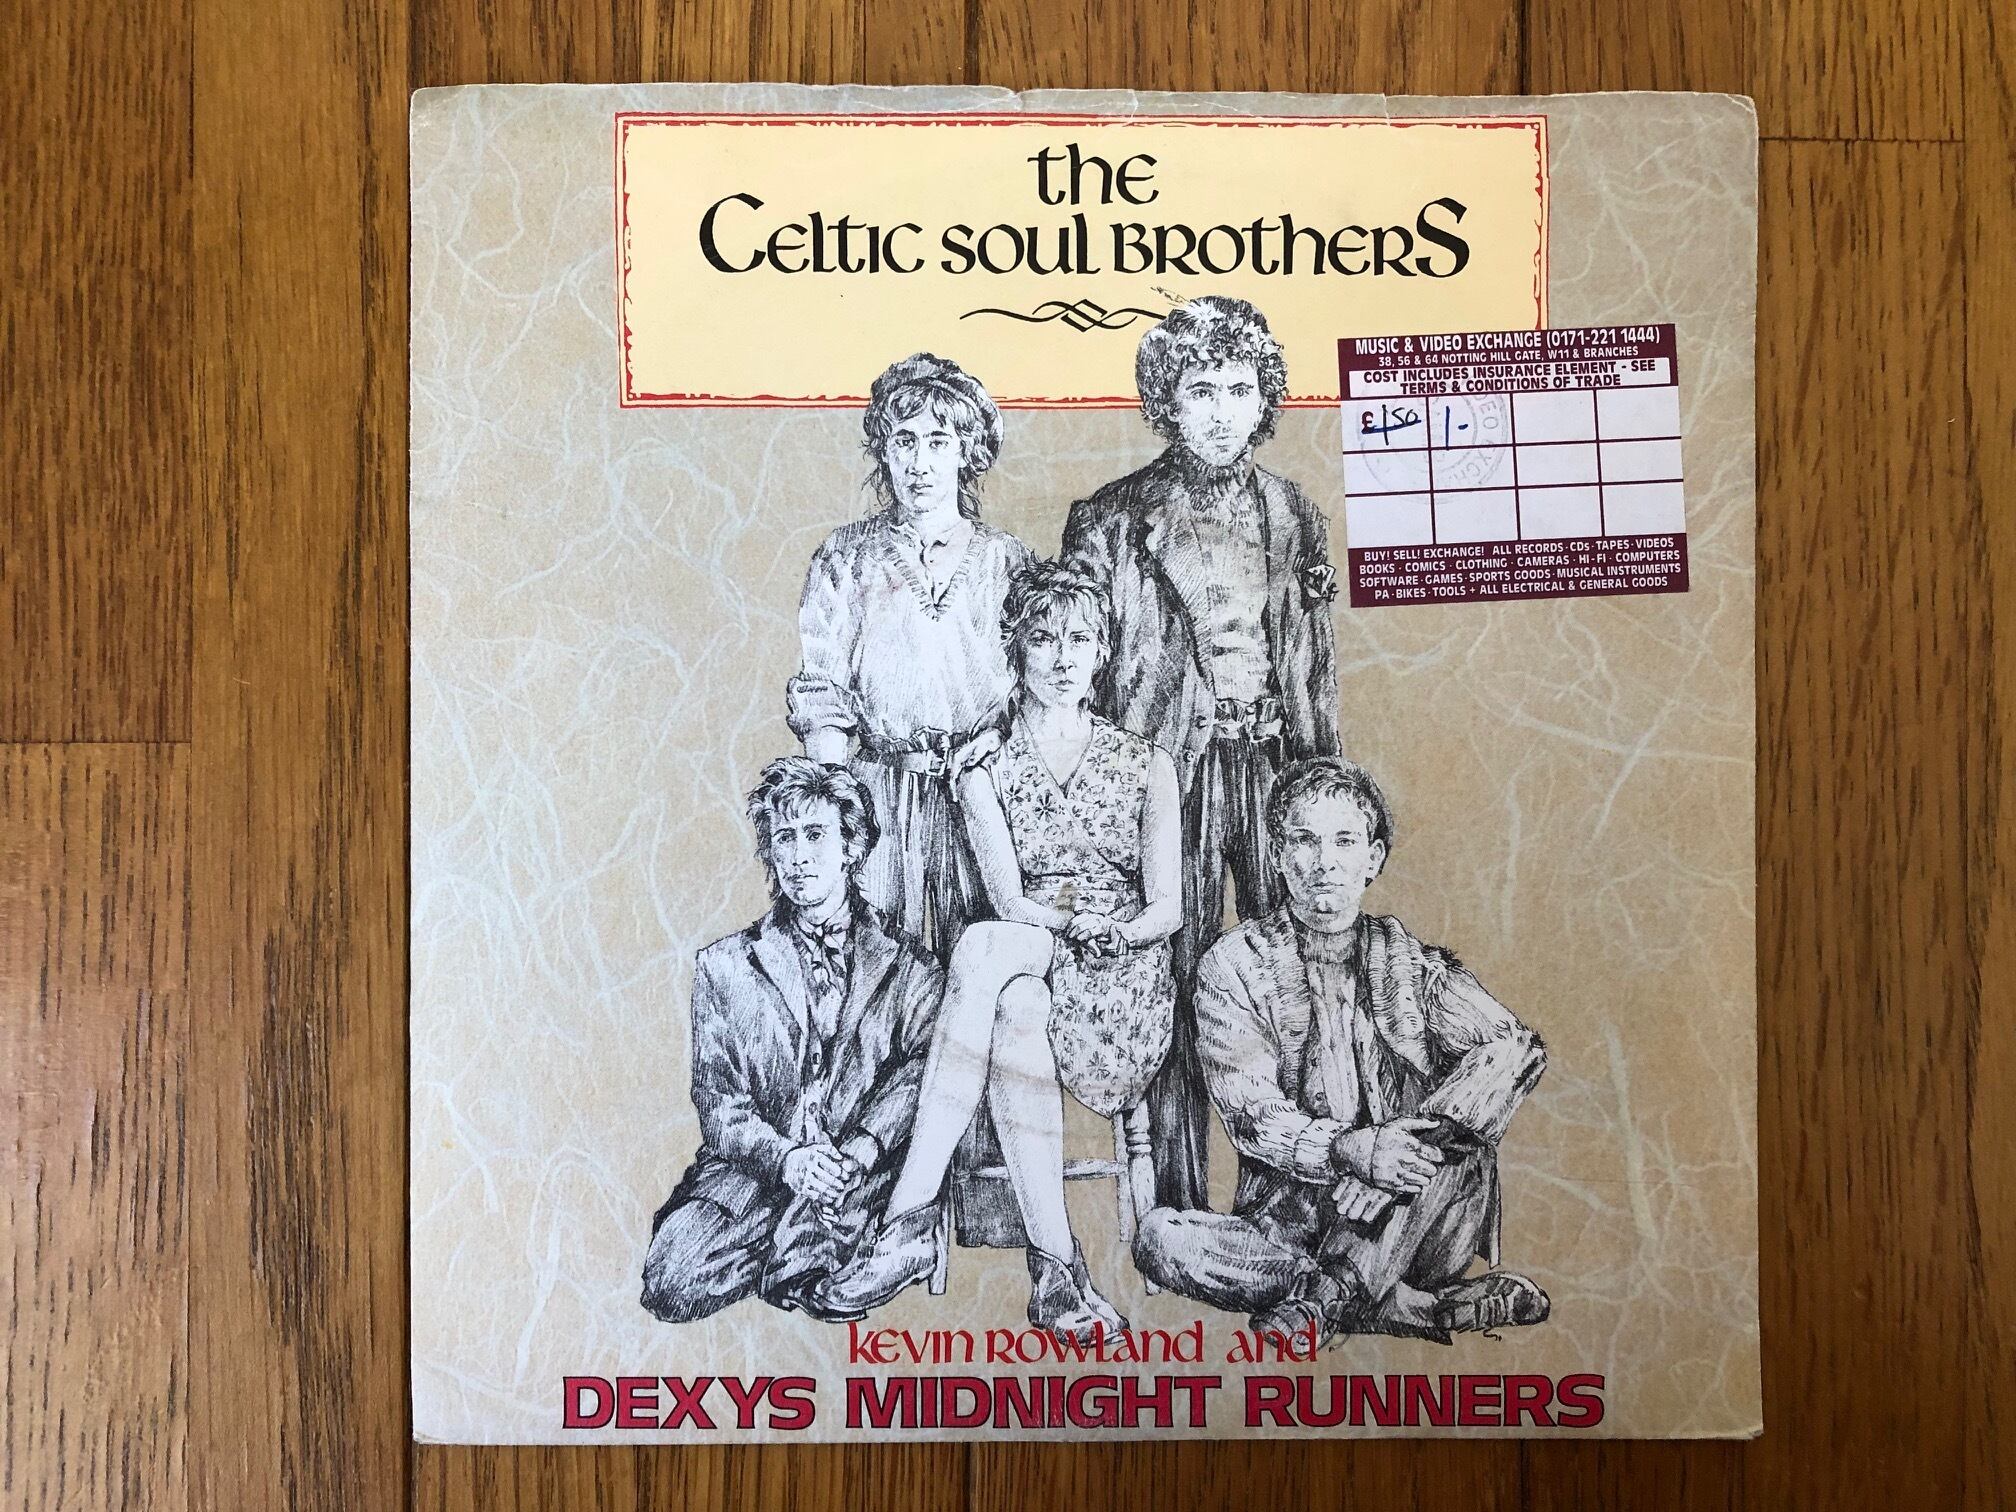 the
Celtic Soul Brothers
MUSIC & VIDEO EXCHANGE (0171-221 1444)
38, 56 & 64 NOTTING HILL GATE, W11 & BRANCHES
COST INCLUDES INSURANCE ELEMENT - SEE
TERMS & CONDITIONS OF TRADE
£1 50 1-
BUY! SELL! EXCHANGE! ALL RECORDS · CDs · TAPES · VIDEOS
BOOKS · COMICS · CLOTHING · CAMERAS · HI-FI · COMPUTERS
SOFTWARE · GAMES · SPORTS GOODS · MUSICAL INSTRUMENTS
PA · BIKES · TOOLS + ALL ELECTRICAL & GENERAL GOODS
Kevin Rowland and
DEXYS MIDNIGHT RUNNERS